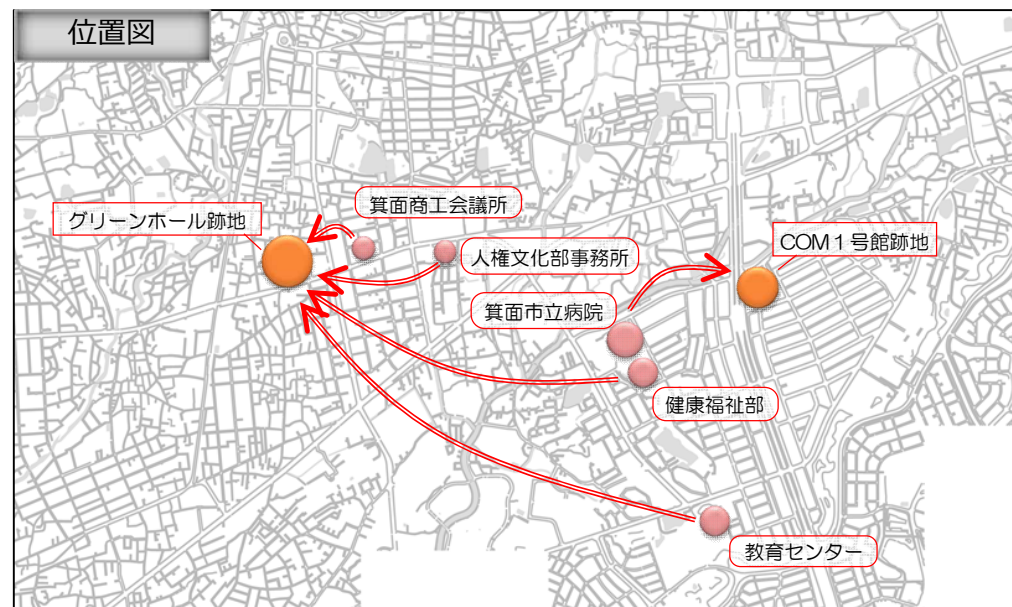 位置図
箕面商工会議所
グリーンホール跡地
人権文化部事務所
COM1号館跡地
箕面市立病院
健康福祉部
教育センター